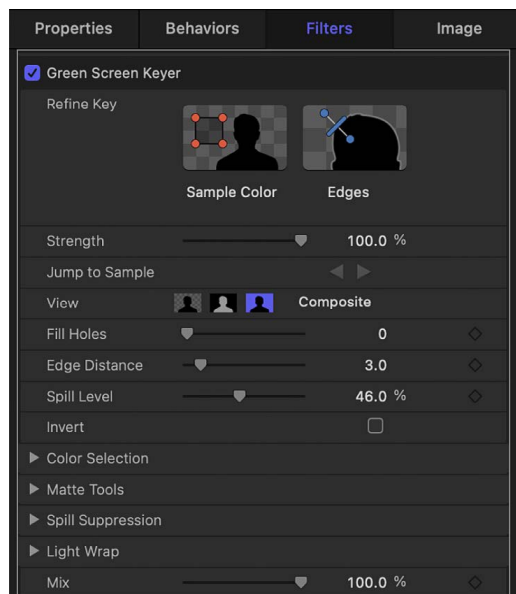 Properties Behaviors Filters Image
Green Screen Keyer
Refine Key
Sample Color Edges
Strength 100.0 %
Jump to Sample
View Composite
Fill Holes 0
Edge Distance 3.0
Spill Level 46.0 %
Invert
Color Selection
Matte Tools
Spill Suppression
Light Wrap
Mix 100.0 %